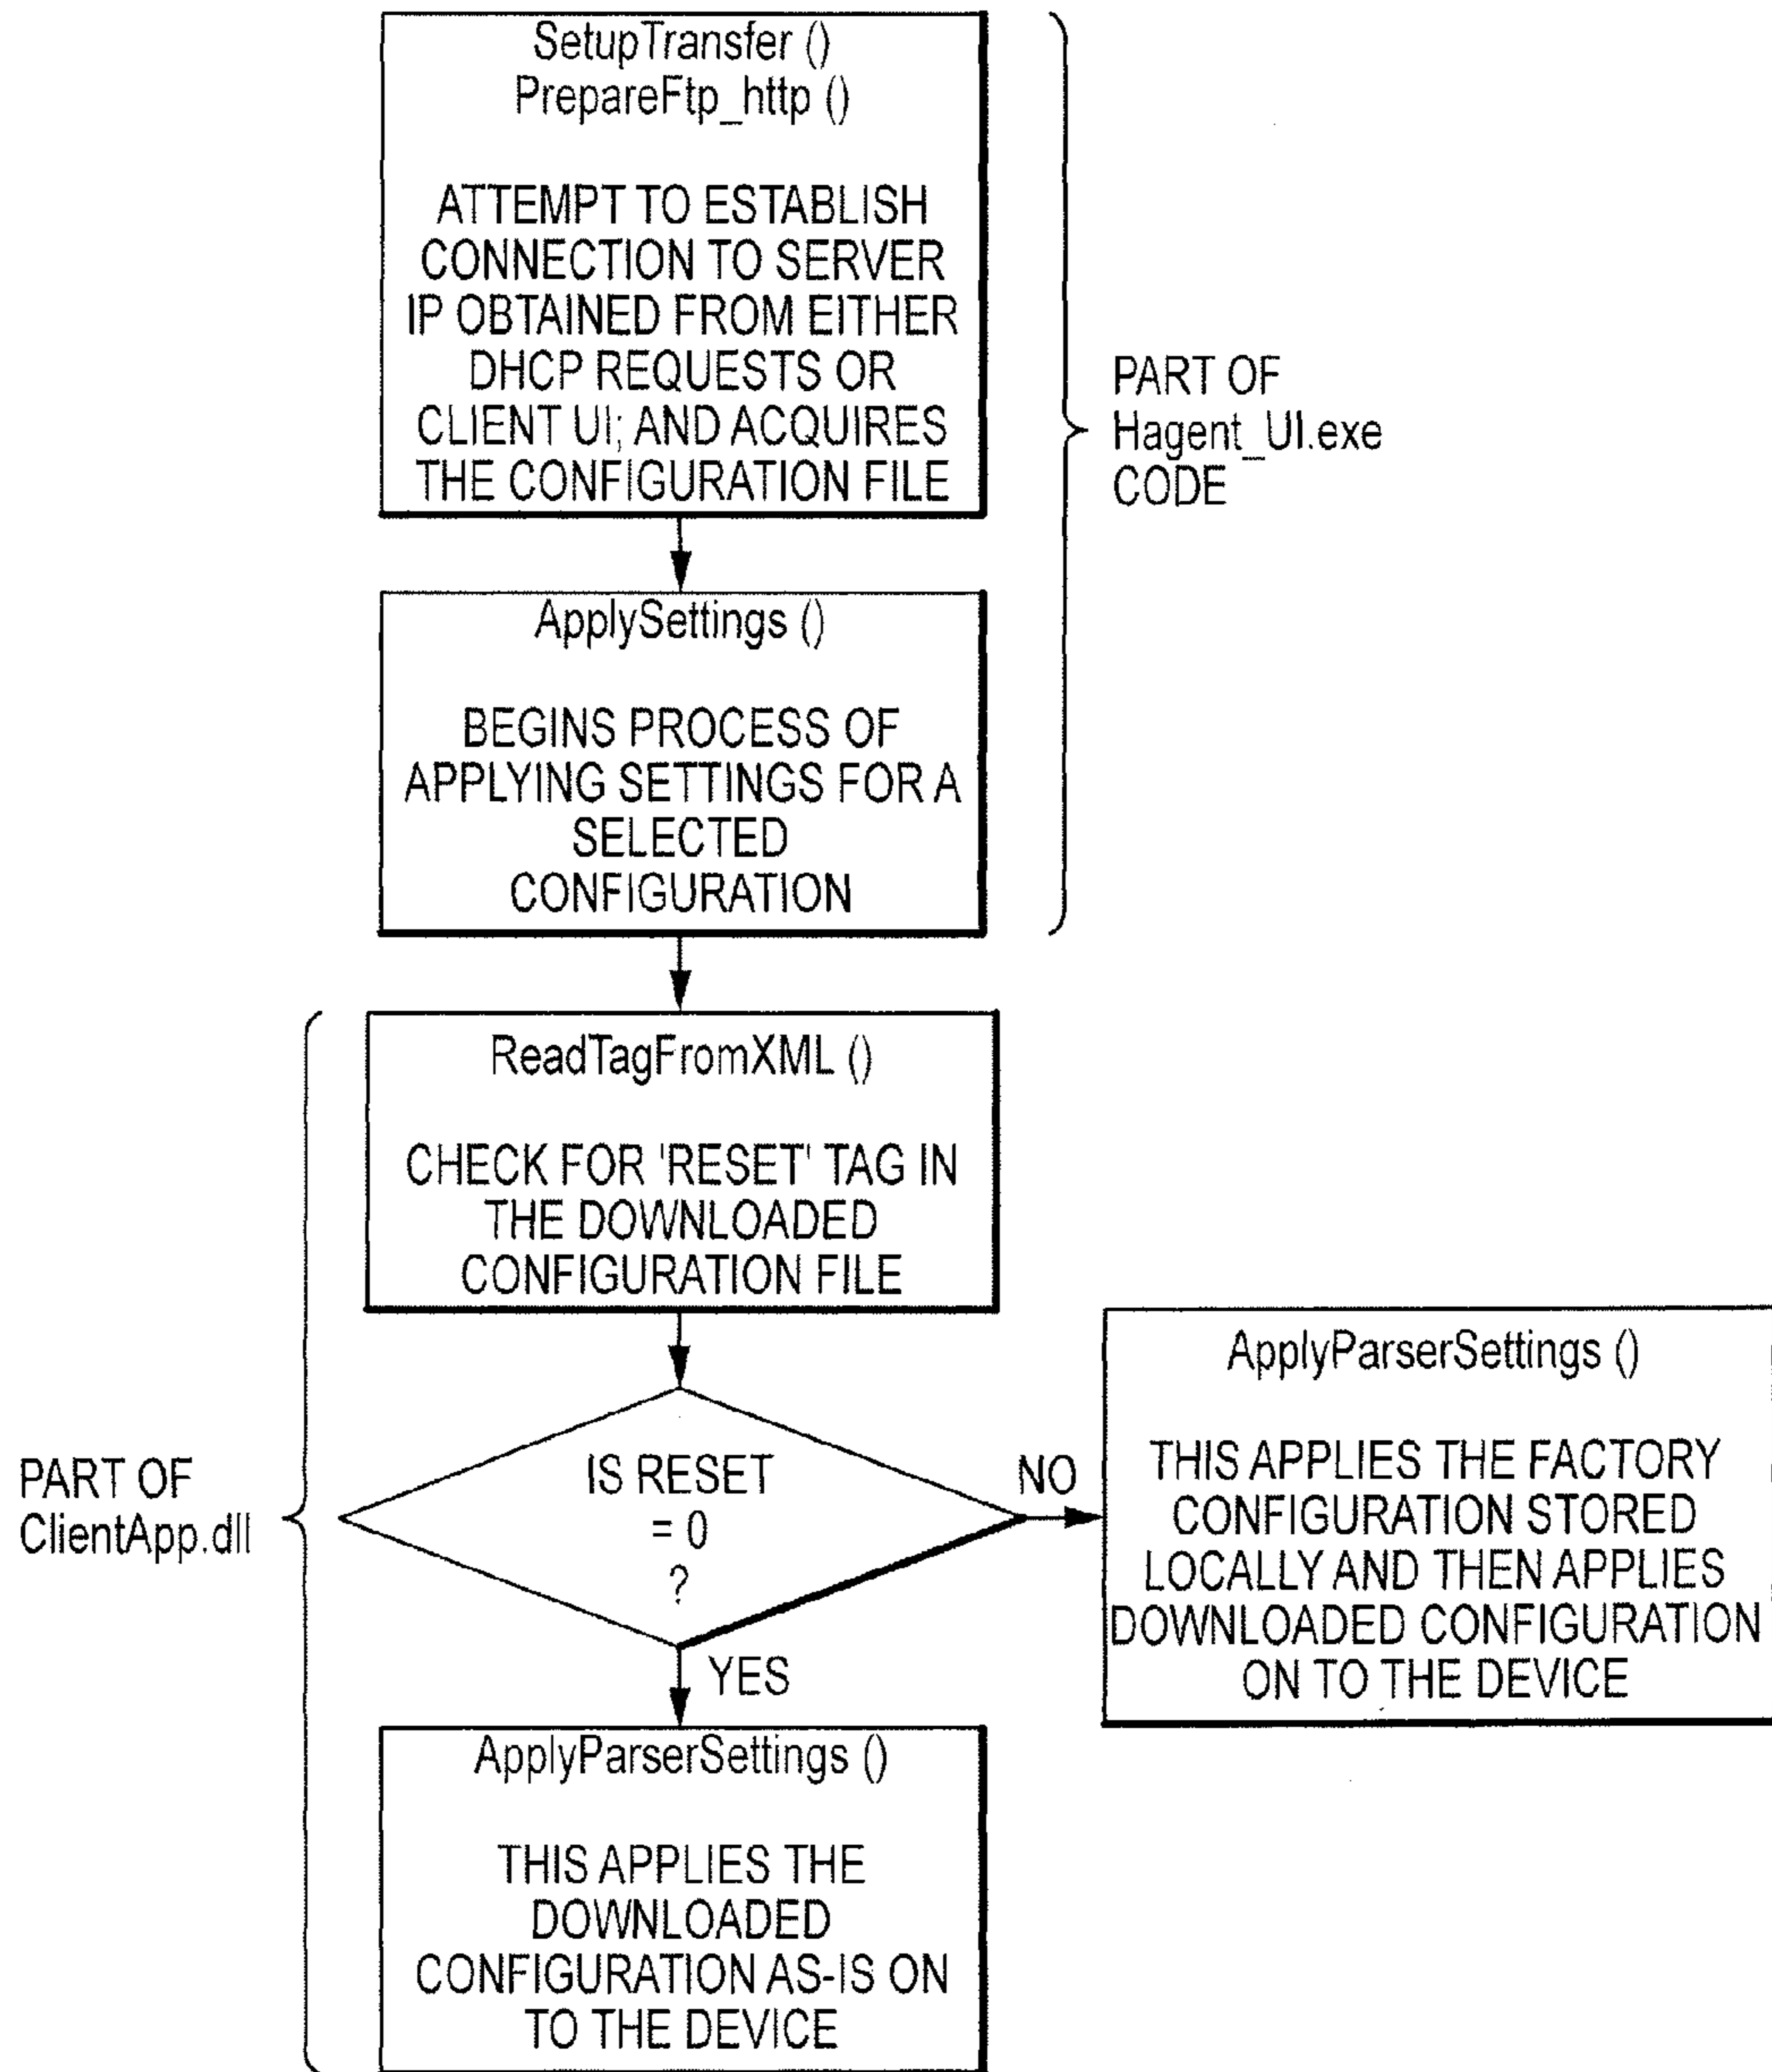 SetupTransfer ()
PrepareFtp_http ()
ATTEMPT TO ESTABLISH
CONNECTION TO SERVER
IP OBTAINED FROM EITHER
DHCP REQUESTS OR
CLIENT UI; AND ACQUIRES
THE CONFIGURATION FILE
PART OF
Hagent_UI.exe
CODE
ApplySettings ()
BEGINS PROCESS OF
APPLYING SETTINGS FOR A
SELECTED
CONFIGURATION
ReadTagFromXML ()
CHECK FOR 'RESET' TAG IN
THE DOWNLOADED
CONFIGURATION FILE
PART OF
ClientApp.dll
IS RESET
= 0
?
NO
ApplyParserSettings ()
THIS APPLIES THE FACTORY
CONFIGURATION STORED
LOCALLY AND THEN APPLIES
DOWNLOADED CONFIGURATION
ON TO THE DEVICE
YES
ApplyParserSettings ()
THIS APPLIES THE
DOWNLOADED
CONFIGURATION AS-IS ON
TO THE DEVICE